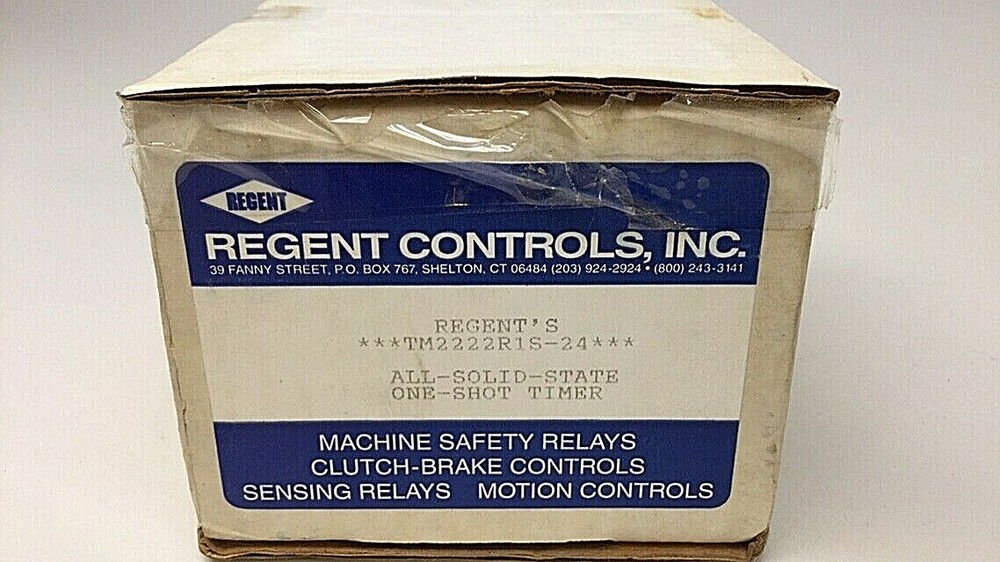 REGENT
REGENT CONTROLS, INC.
39 FANNY STREET, P.O. BOX 767, SHELTON, CT 06484 (203) 924-2924 • (800) 243-3141
REGENT'S
***TM2222R1S-24***
ALL-SOLID-STATE
ONE-SHOT TIMER
MACHINE SAFETY RELAYS
CLUTCH-BRAKE CONTROLS
SENSING RELAYS MOTION CONTROLS